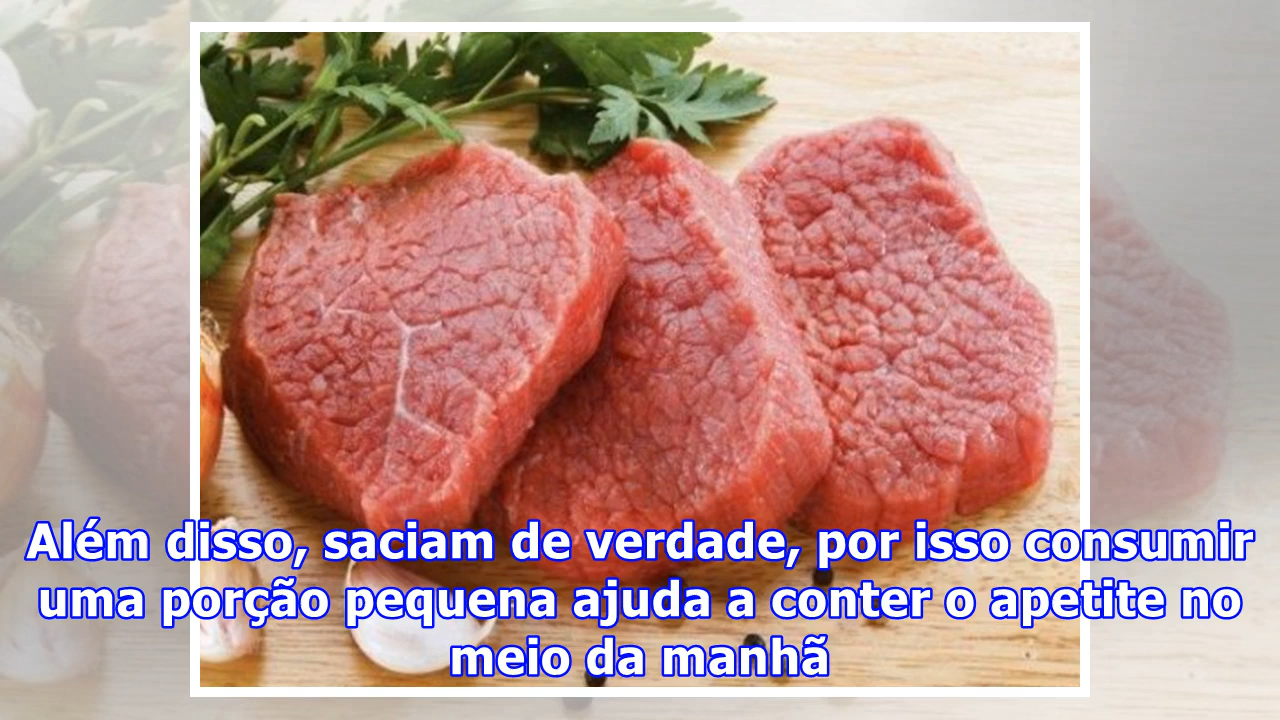 Além disso, saciam de verdade, por isso consumir
uma porção pequena ajuda a conter o apetite no
meio da manhã